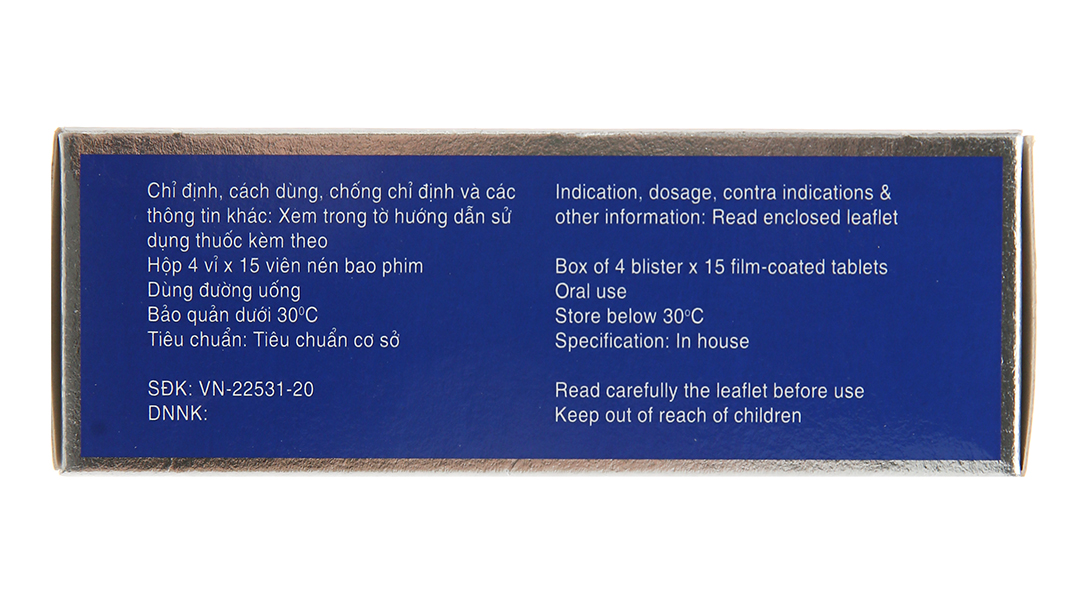 Chỉ định, cách dùng, chống chỉ định và các
thông tin khác: Xem trong tờ hướng dẫn sử
dụng thuốc kèm theo
Hộp 4 vỉ x 15 viên nén bao phim
Dùng đường uống
Bảo quản dưới 30⁰C
Tiêu chuẩn: Tiêu chuẩn cơ sở
SĐK: VN-22531-20
DNNK:
Indication, dosage, contra indications &
other information: Read enclosed leaflet
Box of 4 blister x 15 film-coated tablets
Oral use
Store below 30ºC
Specification: In house
Read carefully the leaflet before use
Keep out of reach of children